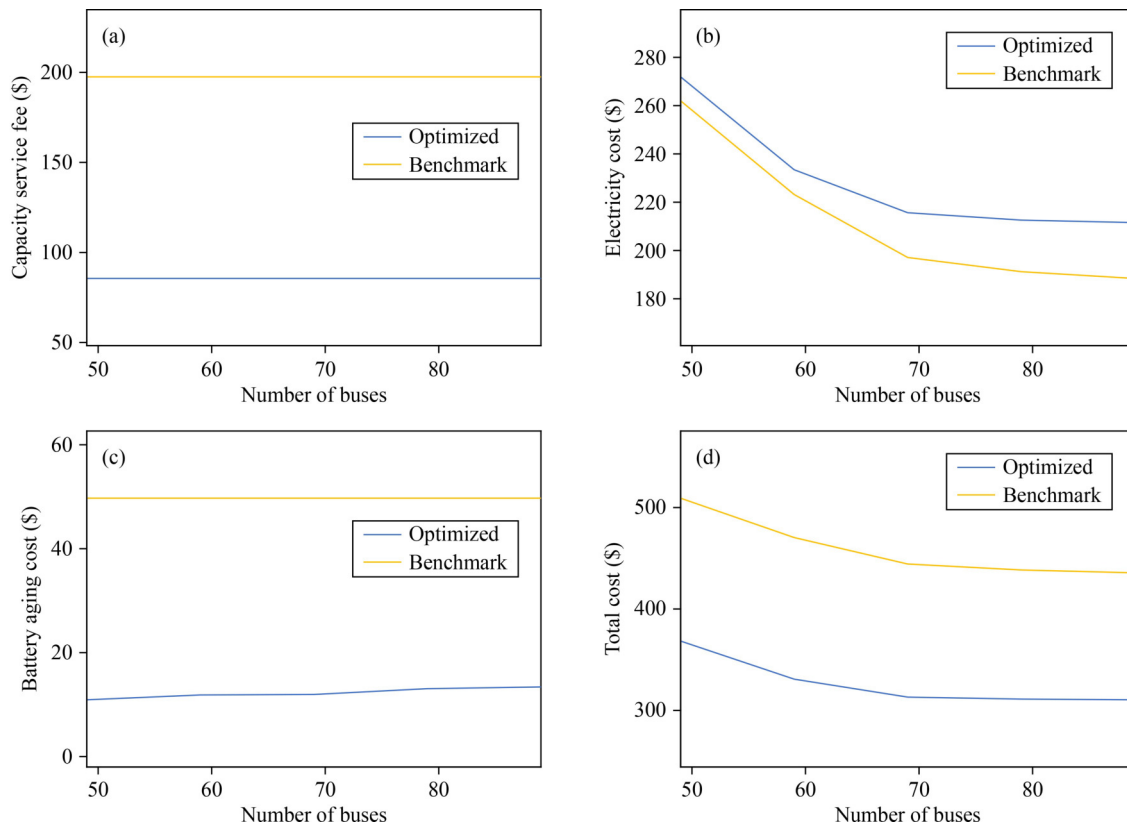 (a)
Capacity service fee ($)
200
150
100
50
Optimized
Benchmark
50 60 70 80
Number of buses
(b)
Electricity cost ($)
280
260
240
220
200
180
Optimized
Benchmark
50 60 70 80
Number of buses
(c)
Battery aging cost ($)
60
40
20
0
Optimized
Benchmark
50 60 70 80
Number of buses
(d)
Total cost ($)
500
400
300
Optimized
Benchmark
50 60 70 80
Number of buses